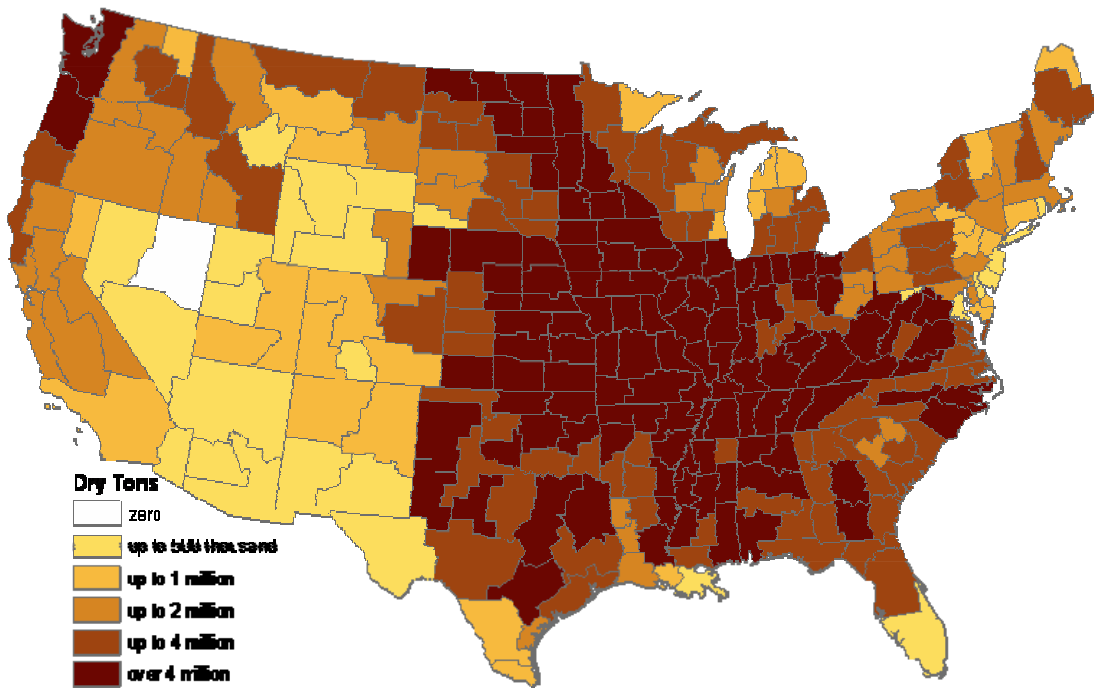 Dry Tons
zero
up to 500 thousand
up to 1 million
up to 2 million
up to 4 million
over 4 million